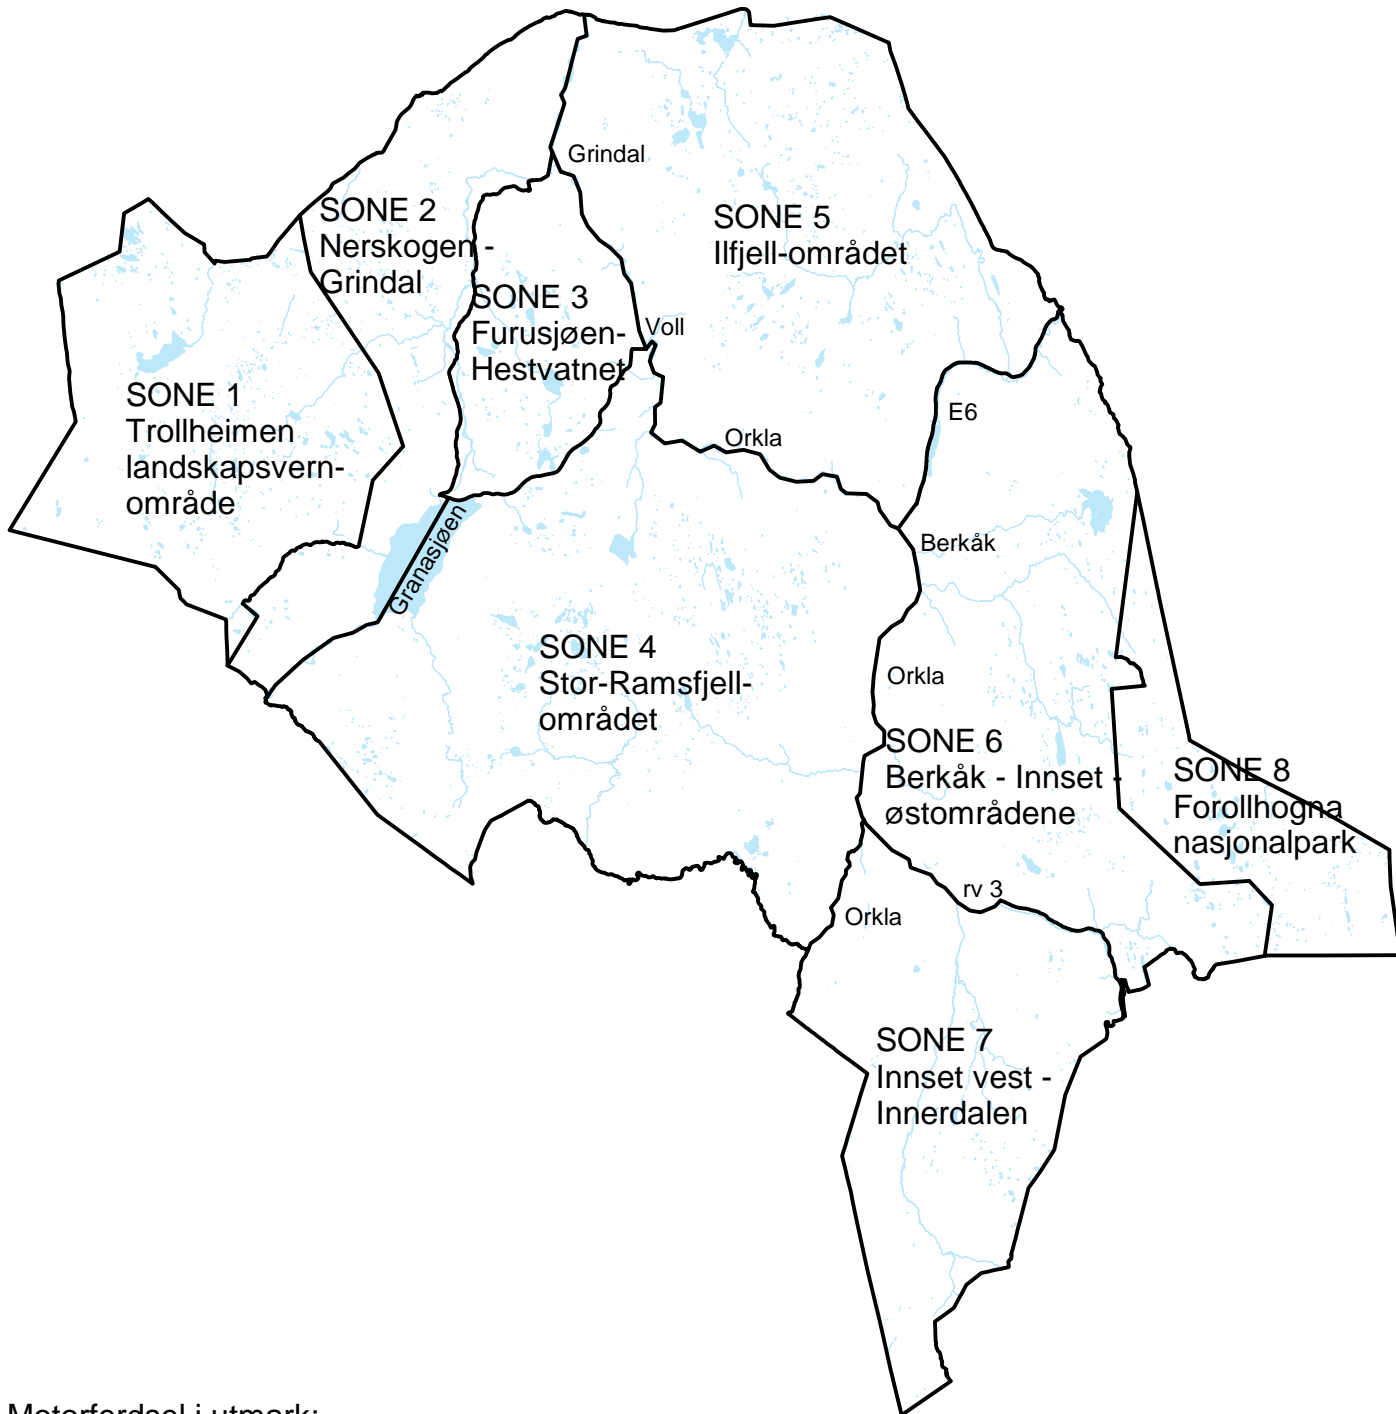 Grindal
SONE 2
Nerskogen -
Grindal
SONE 5
Ilfjell-området
SONE 3
Furusjøen-
Hestvatnet
Voll
SONE 1
Trollheimen
landskapsvern-
område
E6
Orkla
Granasjøen
Berkåk
SONE 4
Stor-Ramsfjell-
området
Orkla
SONE 6
Berkåk - Innset -
østområdene
SONE 8
Forollhogna
nasjonalpark
rv 3
Orkla
SONE 7
Innset vest -
Innerdalen
Motorferdsel i utmark: